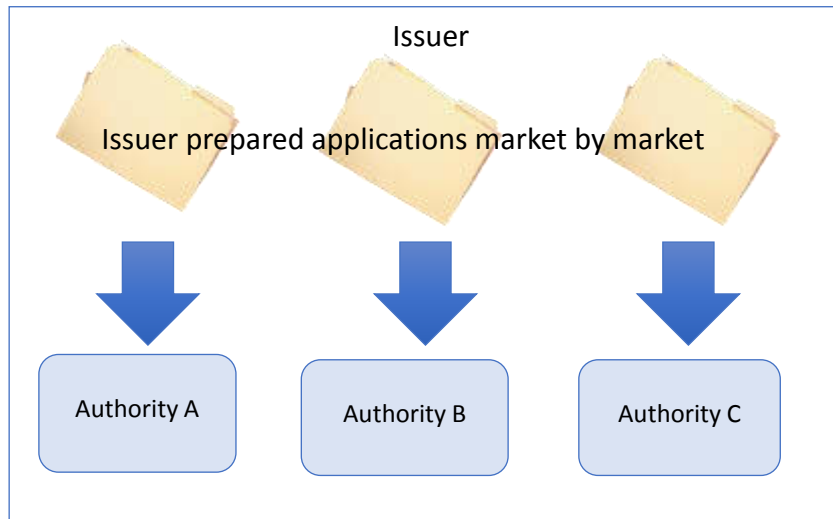 Issuer
Issuer prepared applications market by market
Authority A
Authority B
Authority C